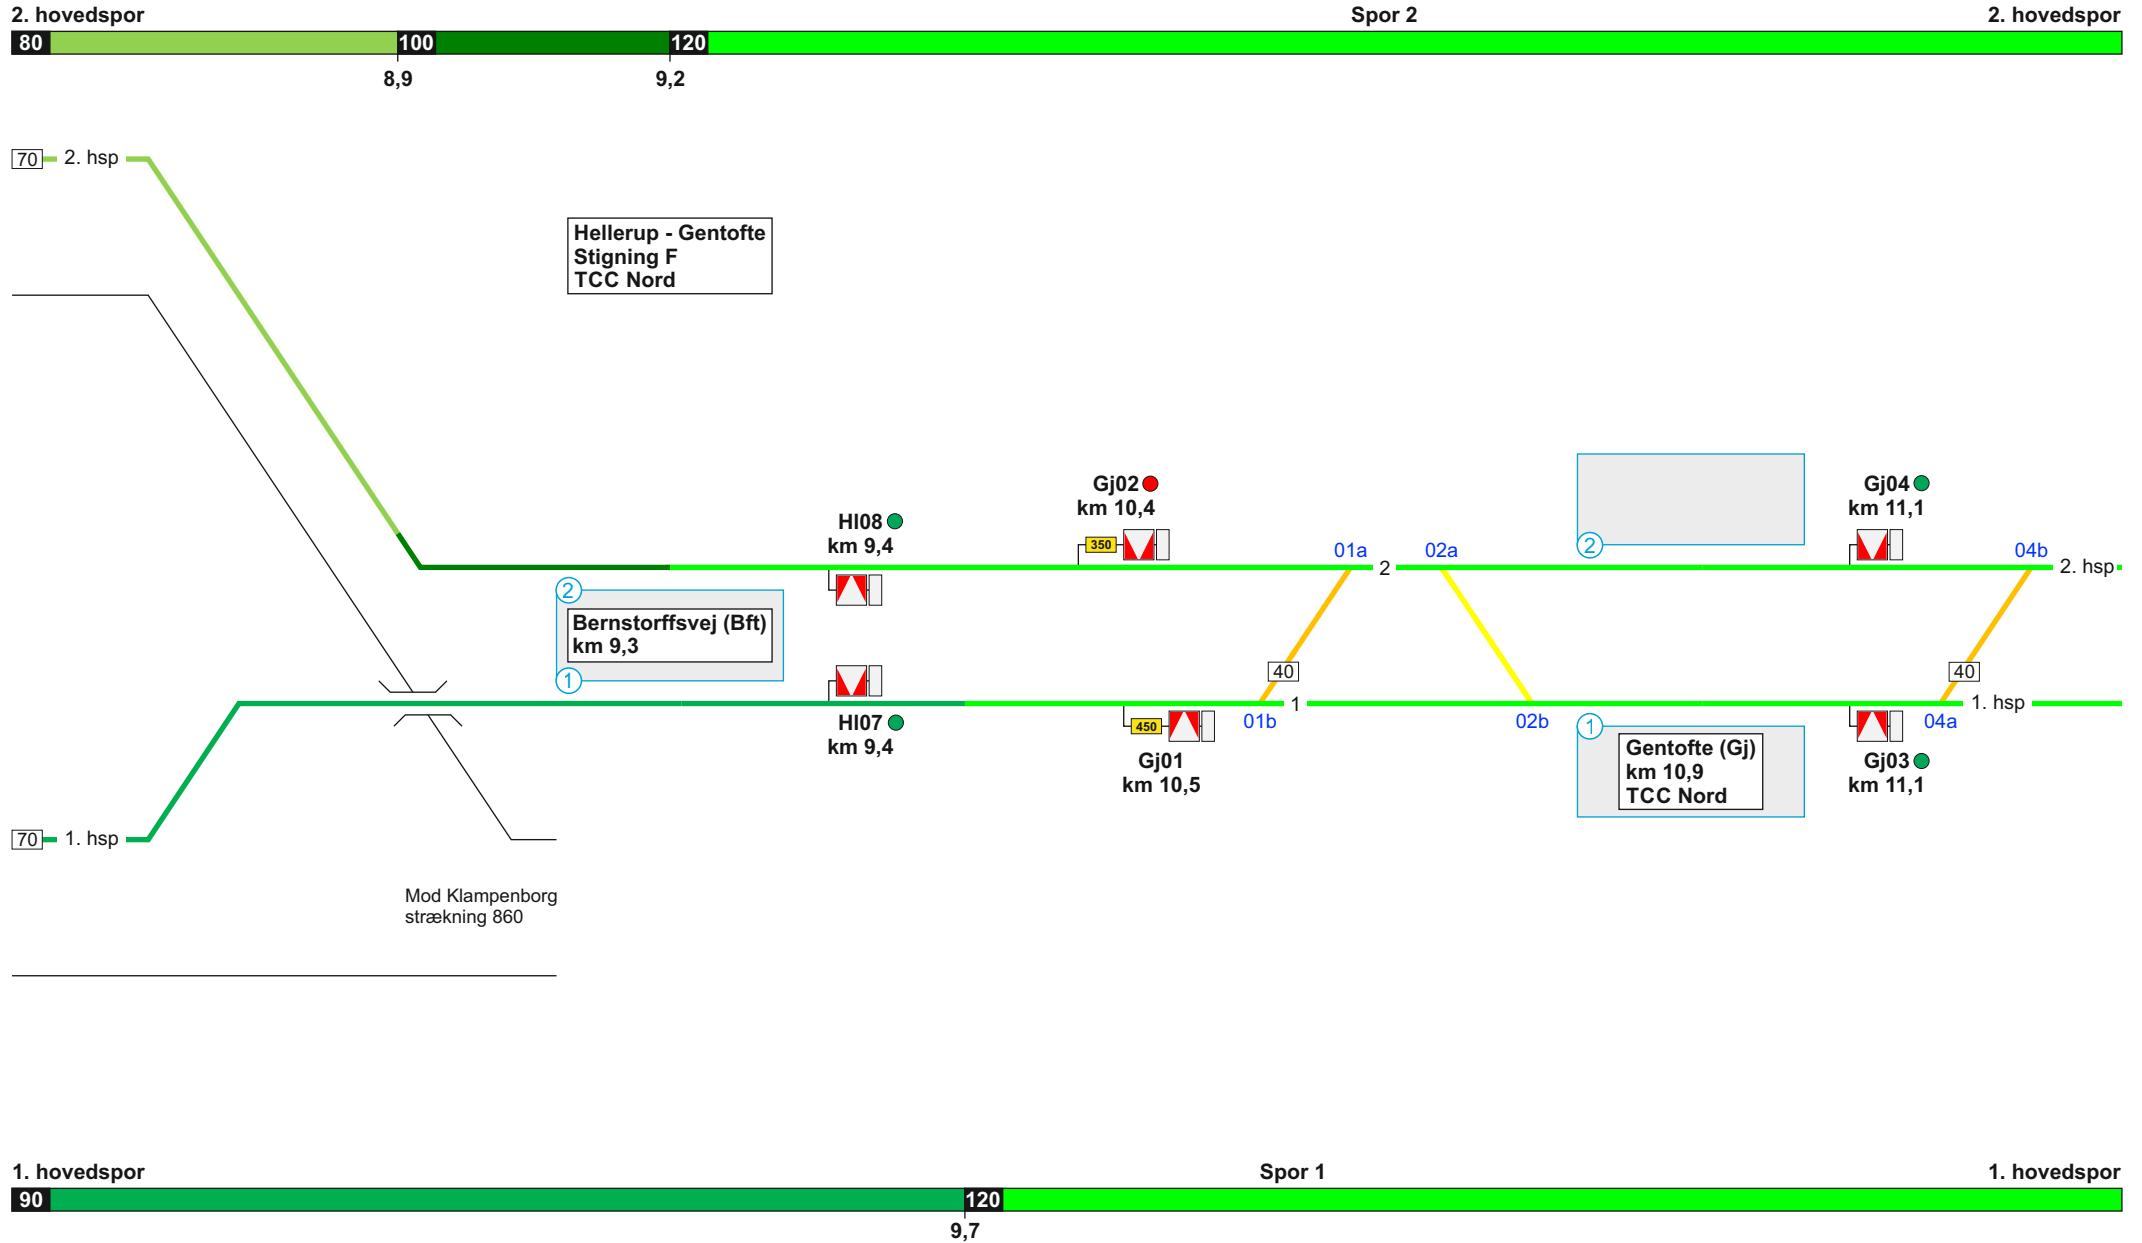 2. hovedspor
Spor 2
2. hovedspor
80
100
120
8,9
9,2
70
2. hsp
Hellerup - Gentofte
Stigning F
TCC Nord
Gj02
km 10,4
Gj04
km 11,1
Hl08
km 9,4
350
01a
02a
2
04b
2
2. hsp
2
Bernstorffsvej (Bft)
km 9,3
1
40
40
1
1. hsp
Hl07
km 9,4
450
01b
02b
1
04a
Gj01
km 10,5
Gentofte (Gj)
km 10,9
TCC Nord
Gj03
km 11,1
70
1. hsp
Mod Klampenborg
strækning 860
1. hovedspor
Spor 1
1. hovedspor
90
120
9,7